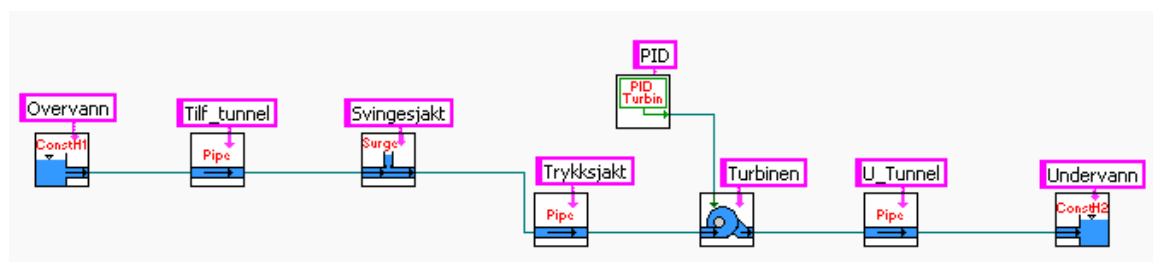 PID
PID
Turbin
Overvann
Tilf_tunnel
Svingesjakt
ConstH1
Pipe
Surge
Trykksjakt
Turbinen
U_Tunnel
Undervann
Pipe
Pipe
ConstH2